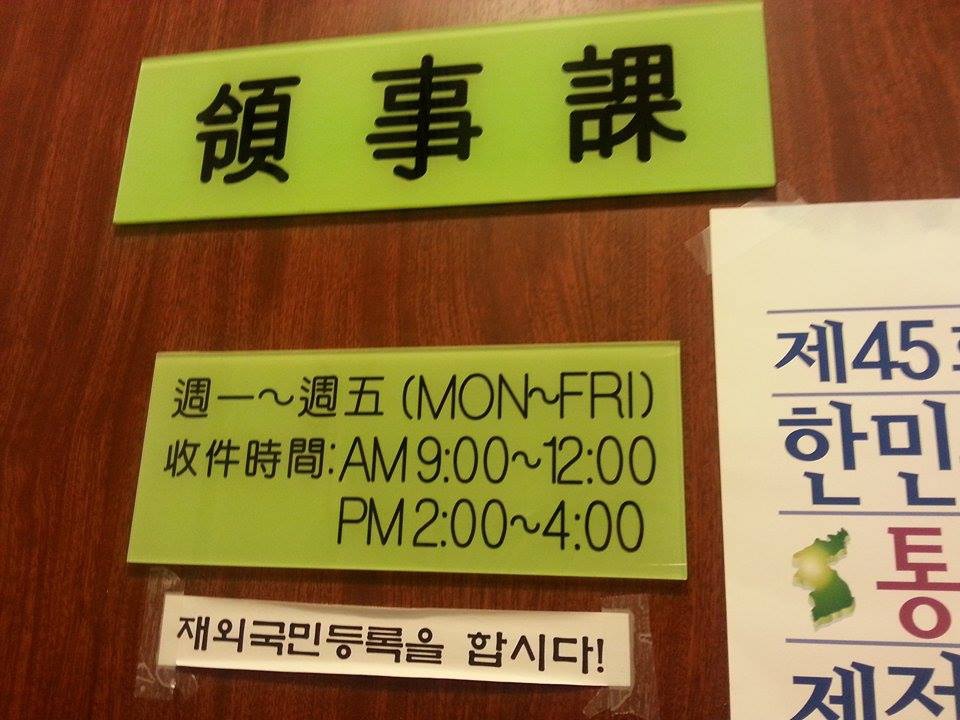 領事課
週一～週五 (MON~FRI)
收件時間: AM 9:00~12:00
PM 2:00~4:00
재외국민등록을 합시다!
제45
한민
통
제